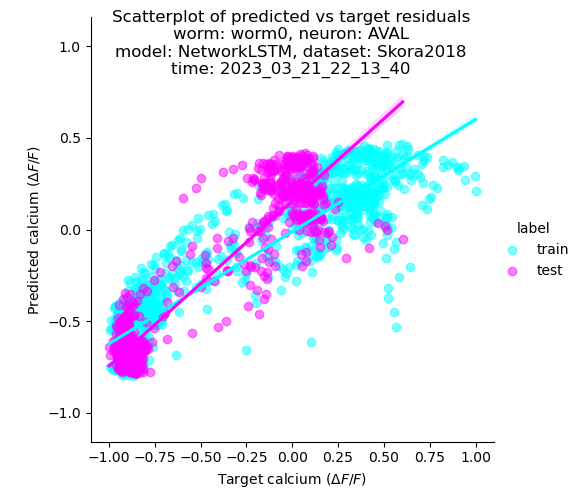 Scatterplot of predicted vs target residuals
worm: worm0, neuron: AVAL
model: NetworkLSTM, dataset: Skora2018
time: 2023_03_21_22_13_40
1.0
0.5
0.0
−0.5
−1.0
Predicted calcium (ΔF/F)
−1.00 −0.75 −0.50 −0.25 0.00 0.25 0.50 0.75 1.00
Target calcium (ΔF/F)
label
train
test